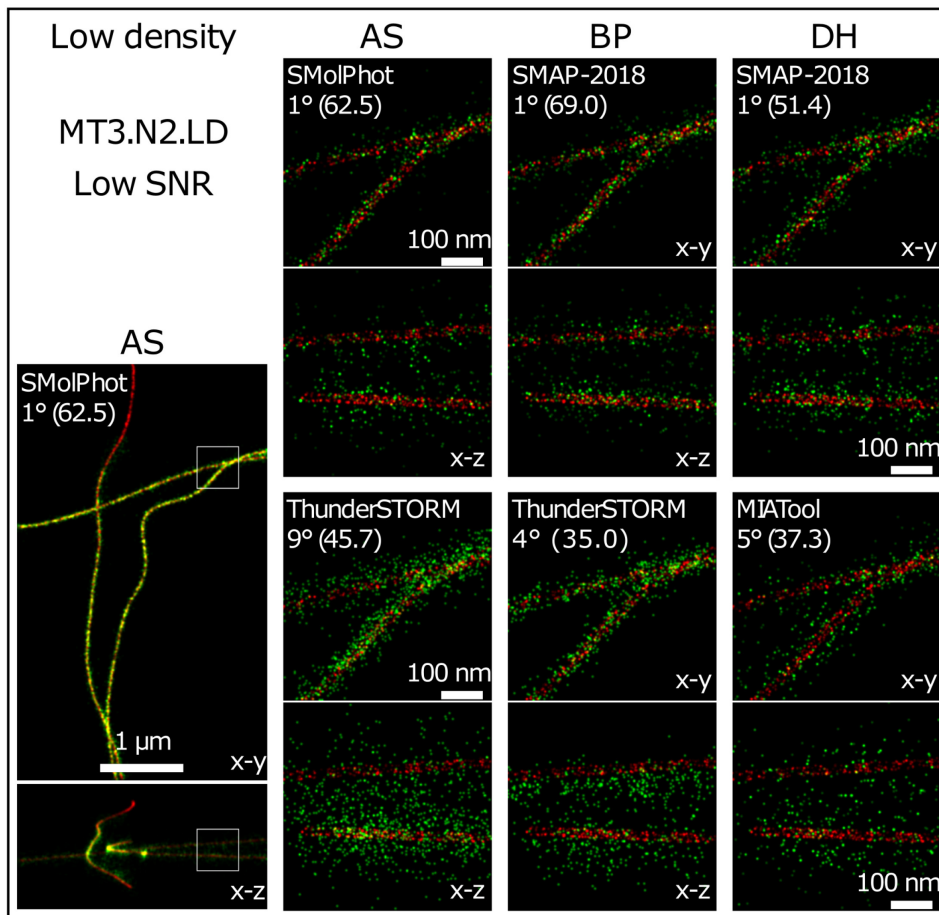 Low density
MT3.N2.LD
Low SNR
AS
SMolPhot
1° (62.5)
1 µm
x-y
x-z
AS
BP
DH
SMolPhot
1° (62.5)
100 nm
SMAP-2018
1° (69.0)
x-y
SMAP-2018
1° (51.4)
x-y
x-z
x-z
100 nm
x-z
ThunderSTORM
9° (45.7)
100 nm
ThunderSTORM
4° (35.0)
x-y
MIATool
5° (37.3)
x-y
x-z
x-z
100 nm
x-z